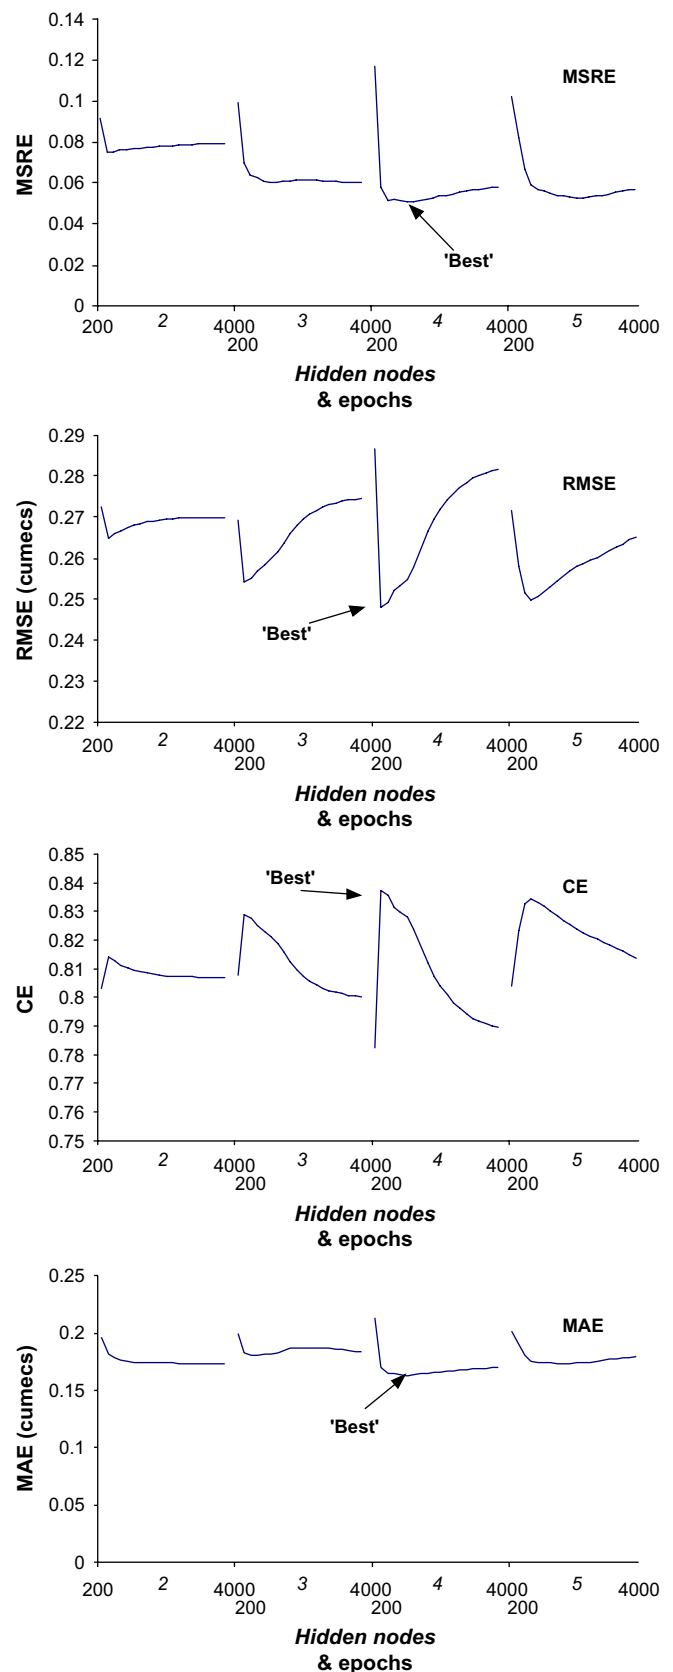 0.14
0.12
0.1
0.08
0.06
0.04
0.02
0
MSRE
MSRE
'Best'
200 2 4000 3 4000 4 4000 5 4000
200 200 200
Hidden nodes
& epochs
0.29
0.28
0.27
0.26
0.25
0.24
0.23
0.22
RMSE (cumecs)
RMSE
'Best'
200 2 4000 3 4000 4 4000 5 4000
200 200 200
Hidden nodes
& epochs
0.85
0.84
0.83
0.82
0.81
0.8
0.79
0.78
0.77
0.76
0.75
CE
CE
'Best'
200 2 4000 3 4000 4 4000 5 4000
200 200 200
Hidden nodes
& epochs
0.25
0.2
0.15
0.1
0.05
0
MAE (cumecs)
MAE
'Best'
200 2 4000 3 4000 4 4000 5 4000
200 200 200
Hidden nodes
& epochs